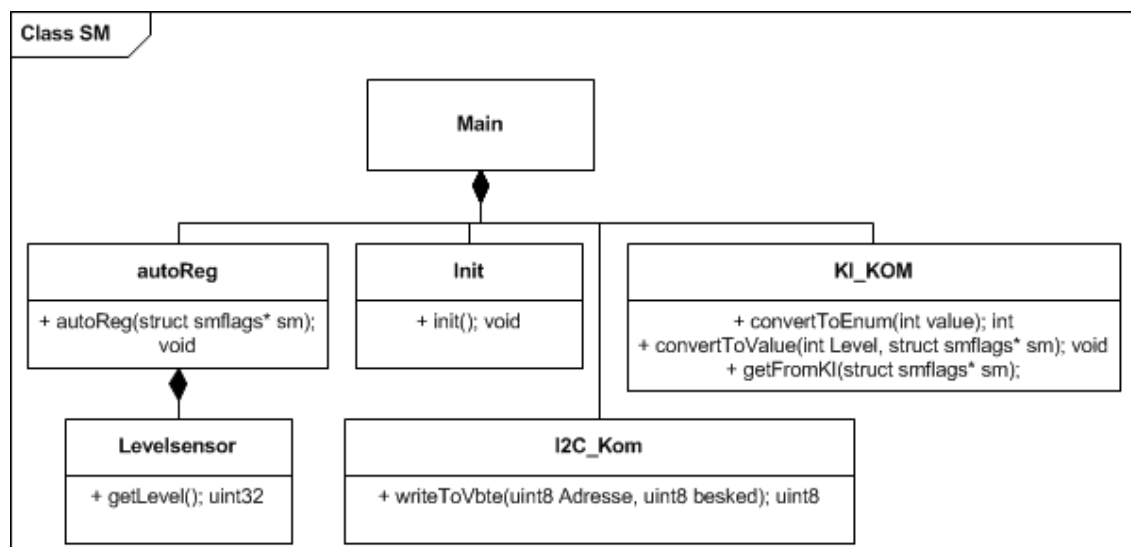 Class SM
Main
autoReg
+ autoReg(struct smflags* sm);
void
Init
+ init(); void
KI_KOM
+ convertToEnum(int value); int
+ convertToValue(int Level, struct smflags* sm); void
+ getFromKI(struct smflags* sm);
Levelsensor
+ getLevel(); uint32
I2C_Kom
+ writeToVbte(uint8 Adresse, uint8 besked); uint8